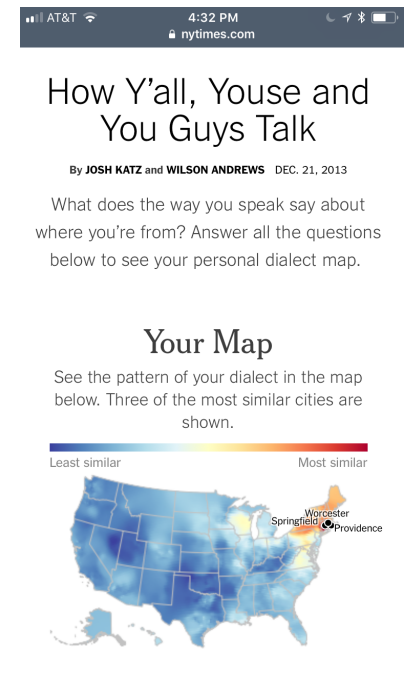 AT&T 4:32 PM
nytimes.com
How Y’all, Youse and
You Guys Talk
By JOSH KATZ and WILSON ANDREWS DEC. 21, 2013
What does the way you speak say about
where you’re from? Answer all the questions
below to see your personal dialect map.
Your Map
See the pattern of your dialect in the map
below. Three of the most similar cities are
shown.
Least similar Most similar
Worcester
Springfield
Providence